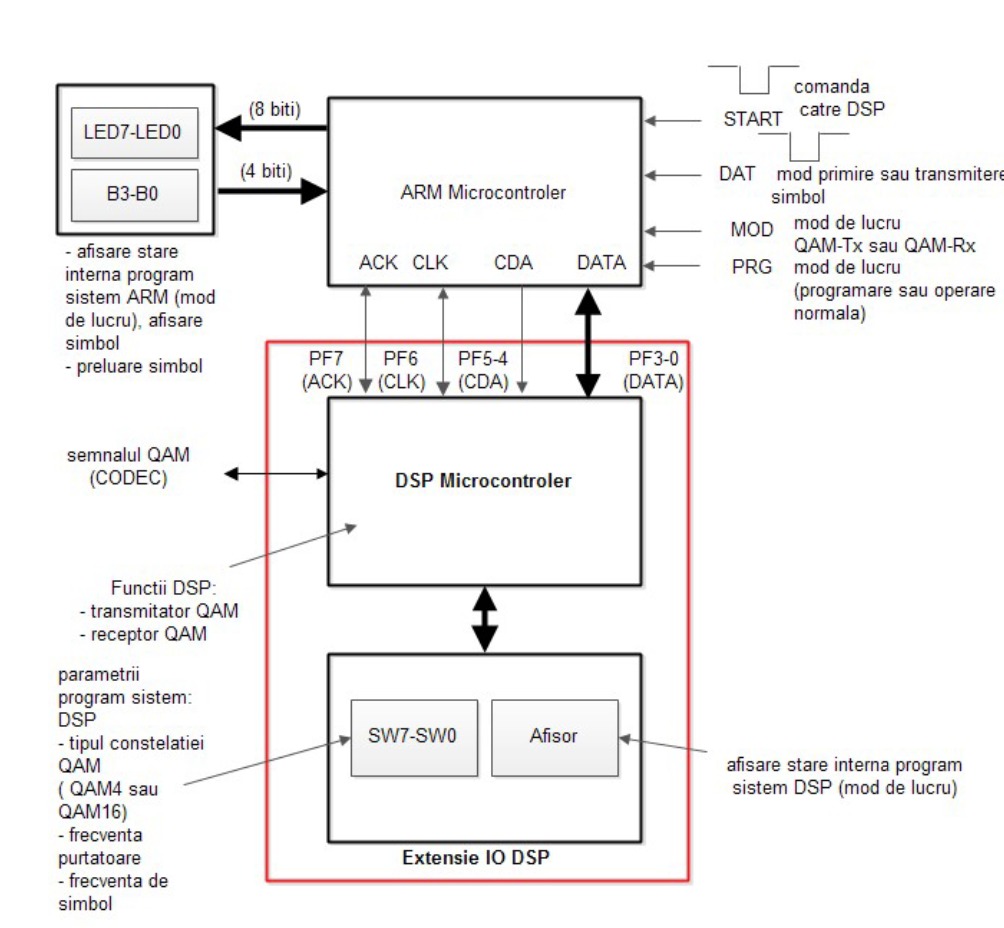 (8 biti)
LED7-LED0
(4 biti)
B3-B0
- afisare stare
interna program
sistem ARM (mod
de lucru), afisare
simbol
- preluare simbol
ARM Microcontroler
ACK CLK CDA DATA
comanda
catre DSP
START
DAT mod primire sau transmitere
simbol
MOD mod de lucru
QAM-Tx sau QAM-Rx
PRG mod de lucru
(programare sau operare
normala)
PF7 PF6 PF5-4 PF3-0
(ACK) (CLK) (CDA) (DATA)
semnalul QAM
(CODEC)
DSP Microcontroler
Functii DSP:
- transmitator QAM
- receptor QAM
parametrii
program sistem:
DSP
- tipul constelatiei
QAM
( QAM4 sau
QAM16)
- frecventa
purtatoare
- frecventa de
simbol
SW7-SW0
Afisor
afisare stare interna program
sistem DSP (mod de lucru)
Extensie IO DSP